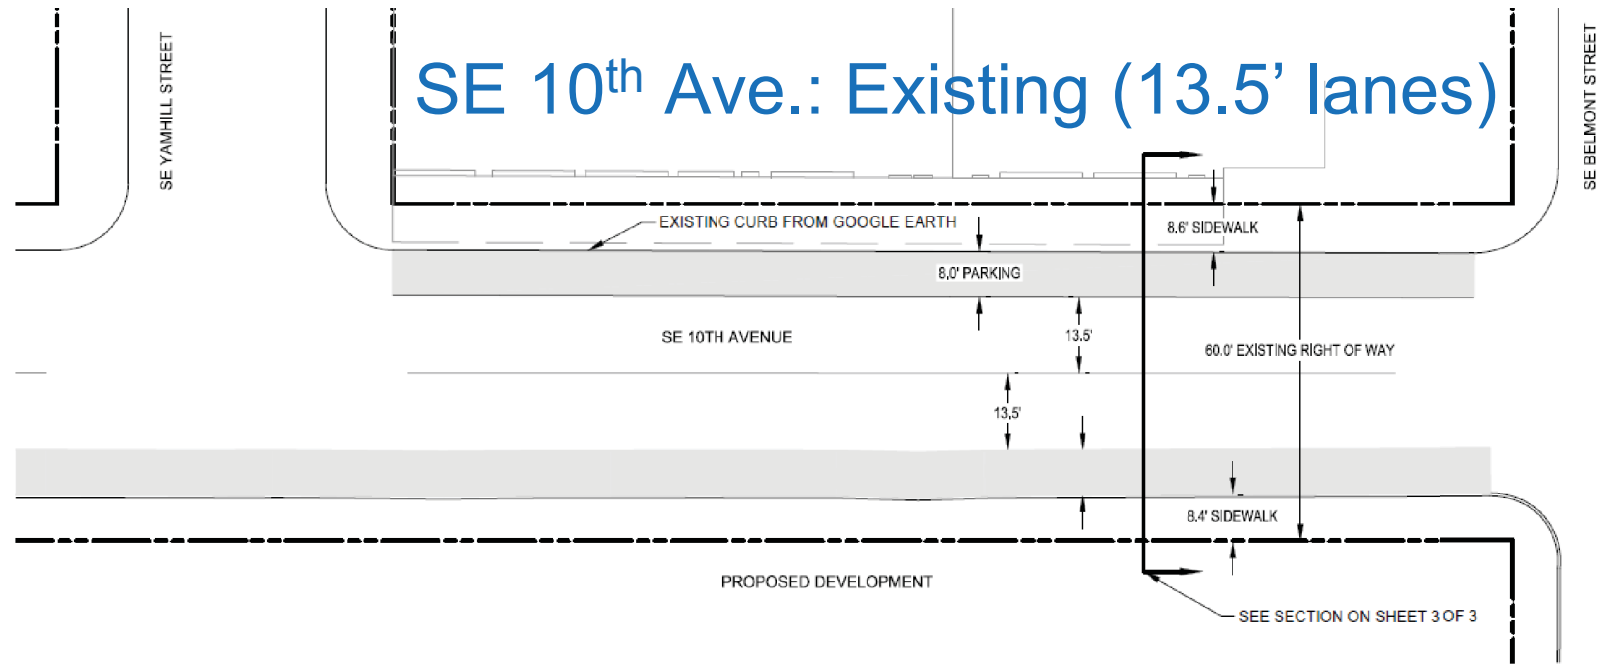 SE 10th Ave.: Existing (13.5’ lanes)
SE YAMHILL STREET
SE BELMONT STREET
EXISTING CURB FROM GOOGLE EARTH
8.6' SIDEWALK
8.0' PARKING
SE 10TH AVENUE
13.5'
60.0' EXISTING RIGHT OF WAY
13.5'
8.4' SIDEWALK
PROPOSED DEVELOPMENT
SEE SECTION ON SHEET 3 OF 3